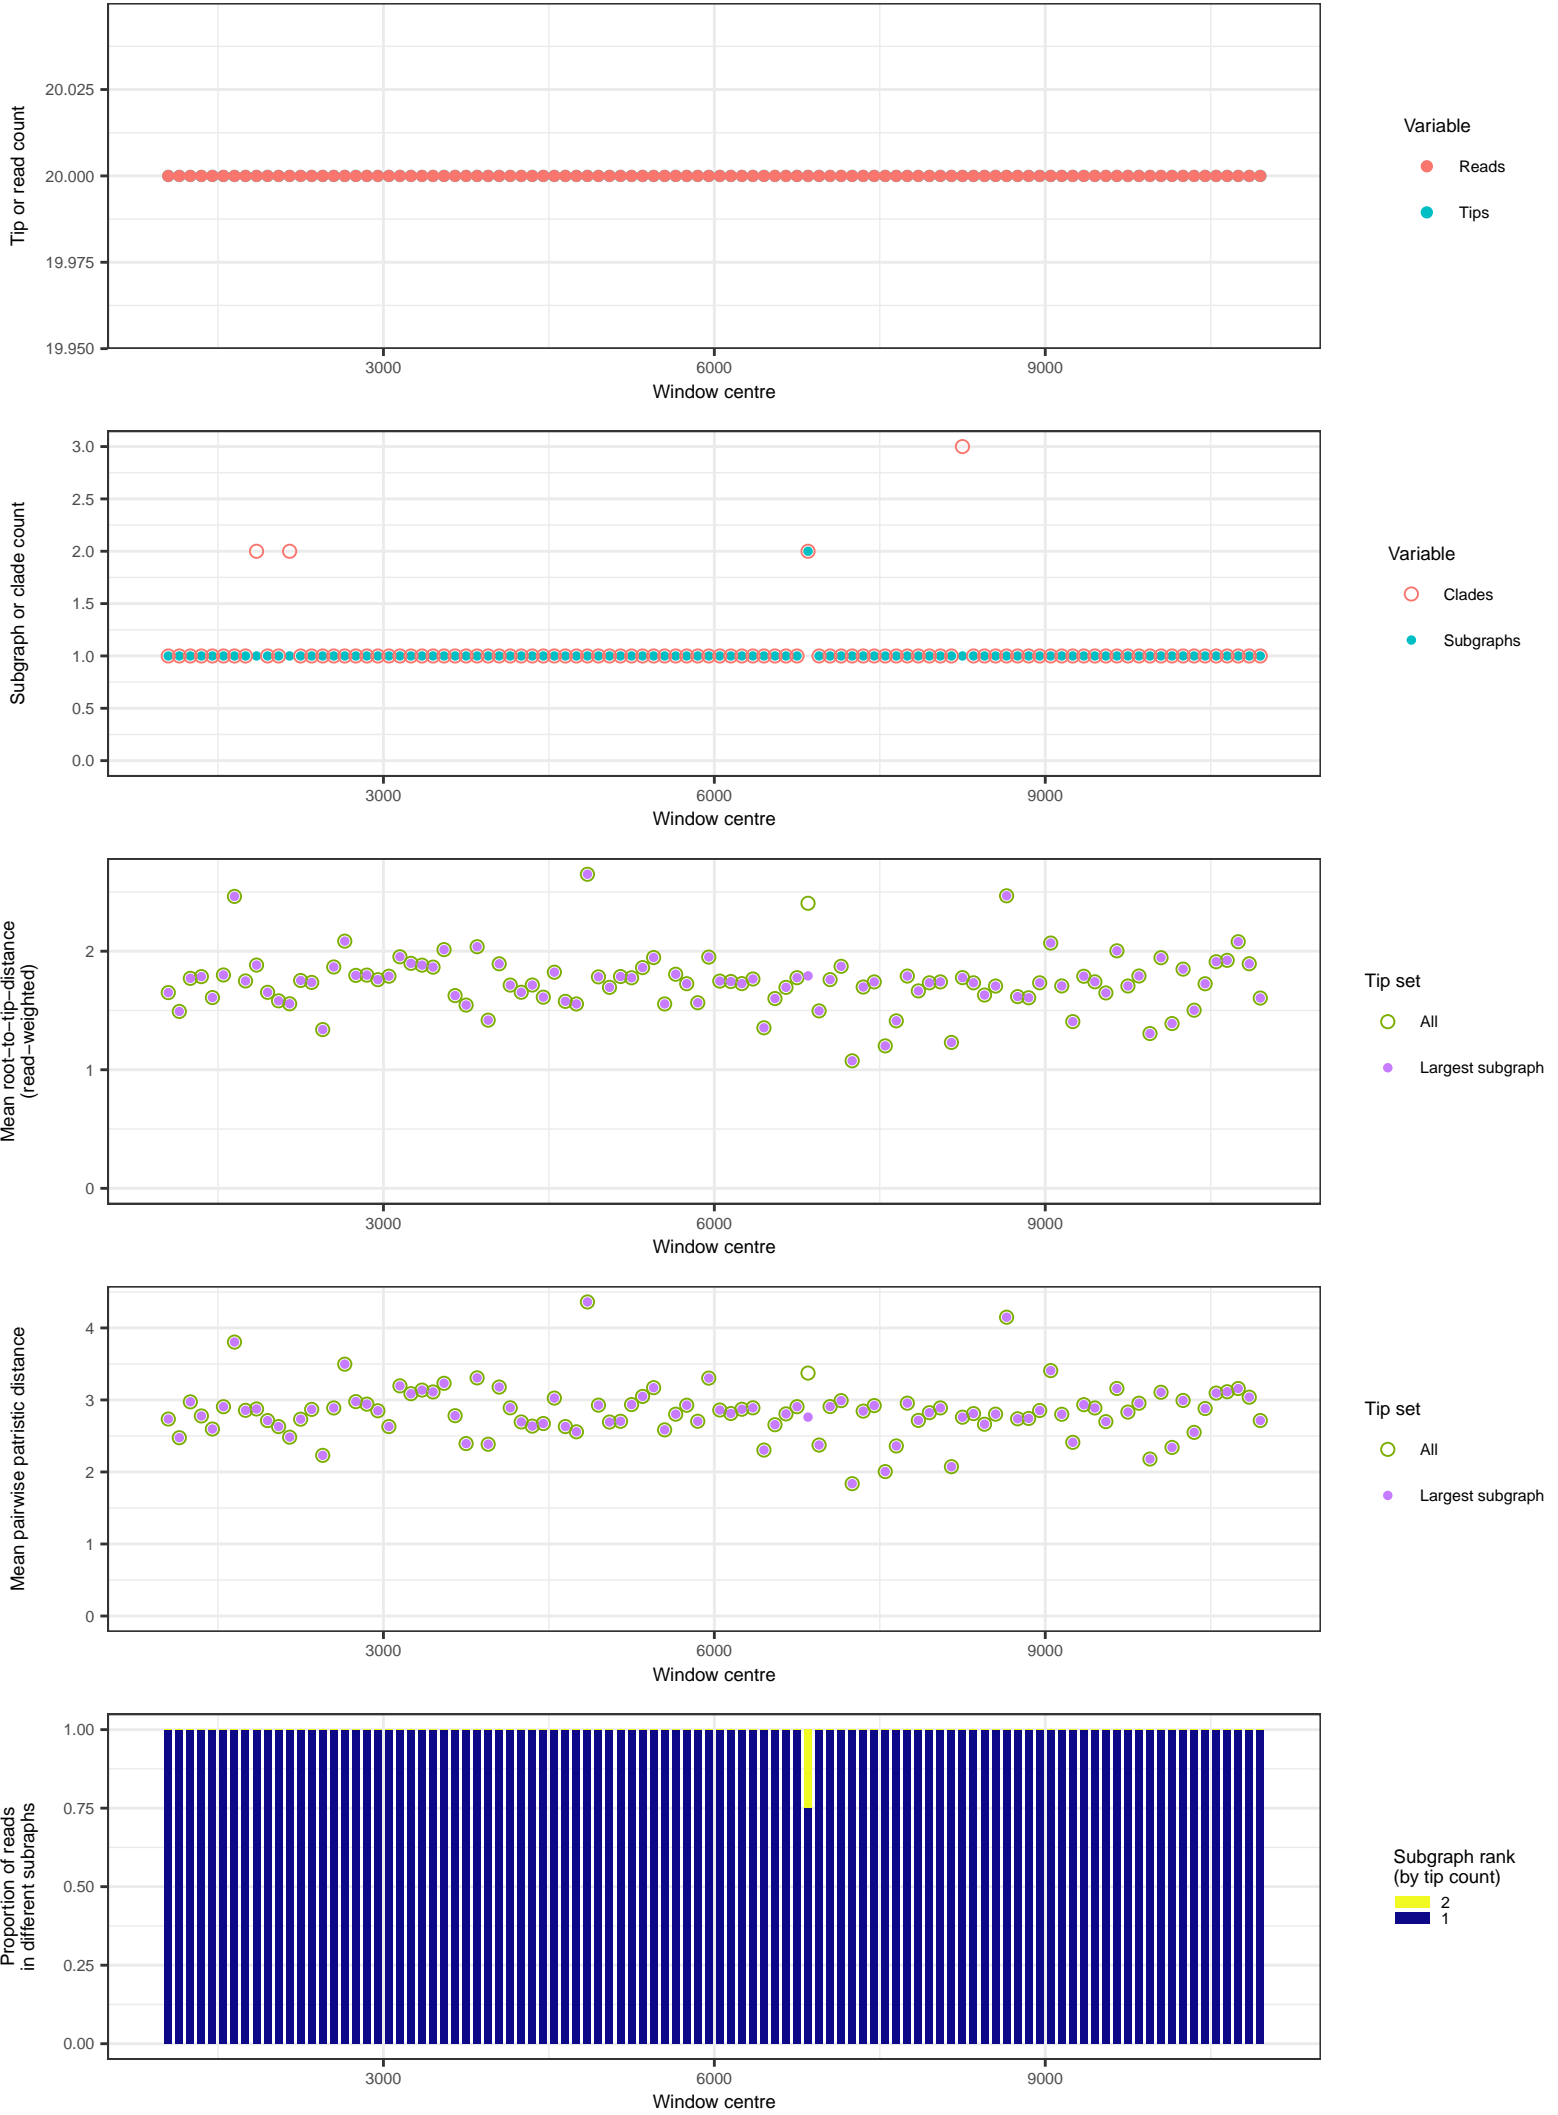 Tip or read count
20.025
20.000
19.975
19.950
3000
6000
9000
Window centre
Variable
Reads
Tips
Subgraph or clade count
3.0
2.5
2.0
1.5
1.0
0.5
0.0
3000
6000
9000
Window centre
Variable
Clades
Subgraphs
Mean root−to−tip−distance
(read−weighted)
2
1
0
3000
6000
9000
Window centre
Tip set
All
Largest subgraph
Mean pairwise patristic distance
4
3
2
1
0
3000
6000
9000
Window centre
Tip set
All
Largest subgraph
Proportion of reads
in different subraphs
1.00
0.75
0.50
0.25
0.00
3000
6000
9000
Window centre
Subgraph rank
(by tip count)
2
1